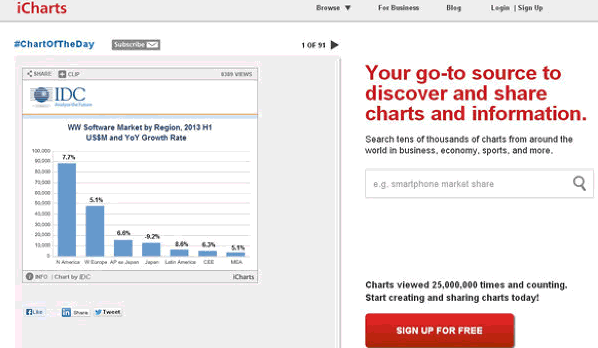 iCharts
Browse ▼ For Business Blog Login | Sign Up
#ChartOfTheDay Subscribe 1 OF 91
SHARE CLIP 8389 VIEWS
IDC
Analyze the Future
WW Software Market by Region, 2013 H1
US$M and YoY Growth Rate
100,000
90,000
80,000
70,000
60,000
50,000
40,000
30,000
20,000
10,000
0
7.7%
5.1%
6.6%
-9.2%
8.6%
6.3%
5.1%
N America W Europe AP ex Japan Japan Latin America CEE MEA
INFO | Chart by IDC iCharts
Like Share Tweet
Your go-to source to
discover and share
charts and information.
Search tens of thousands of charts from around the
world in business, economy, sports, and more.
e.g. smartphone market share
Charts viewed 25,000,000 times and counting.
Start creating and sharing charts today!
SIGN UP FOR FREE